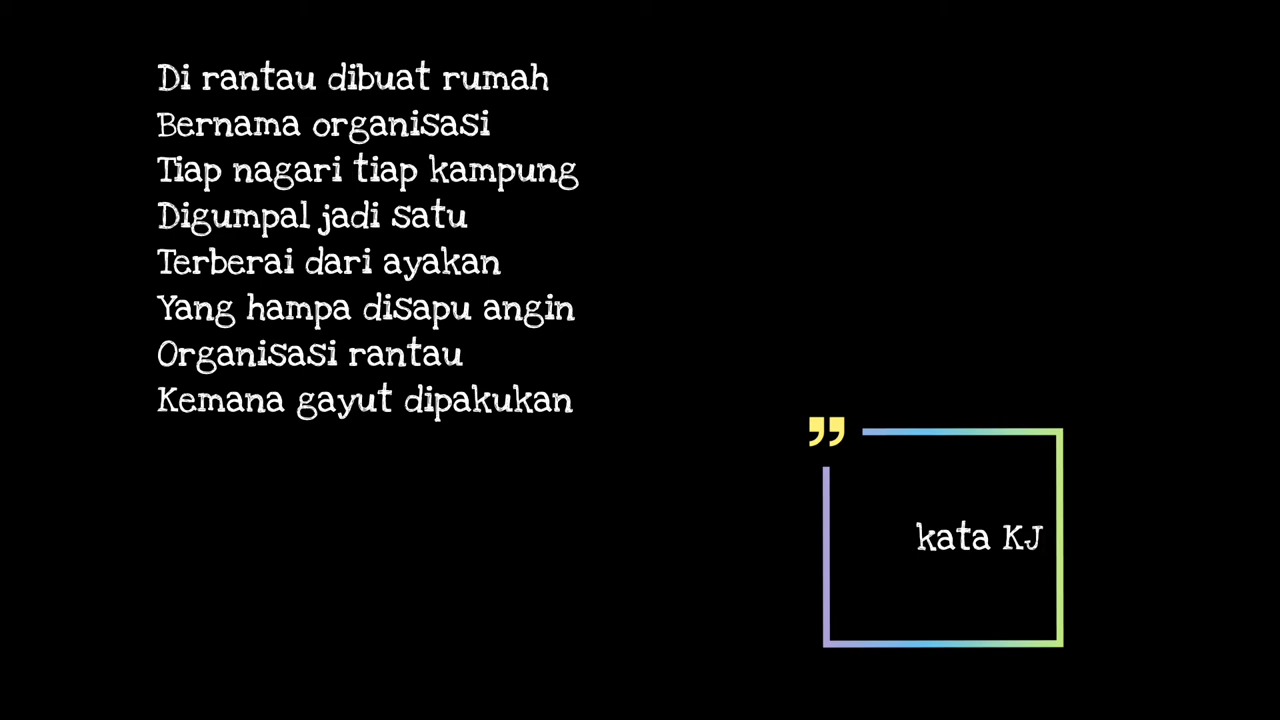 Di rantau dibuat rumah
Bernama organisasi
Tiap nagari tiap kampung
Digumpal jadi satu
Terberai dari ayakan
Yang hampa disapu angin
Organisasi rantau
Kemana gayut dipakukan
”
kata KJ